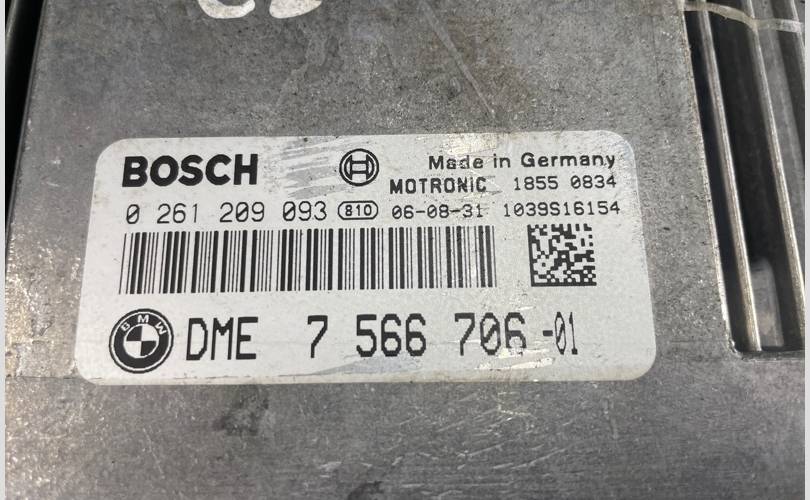 BOSCH
Made in Germany
MOTRONIC 1855 0834
0 261 209 093 810 06-08-31 1039S16154
BMW
DME 7 566 706 -01